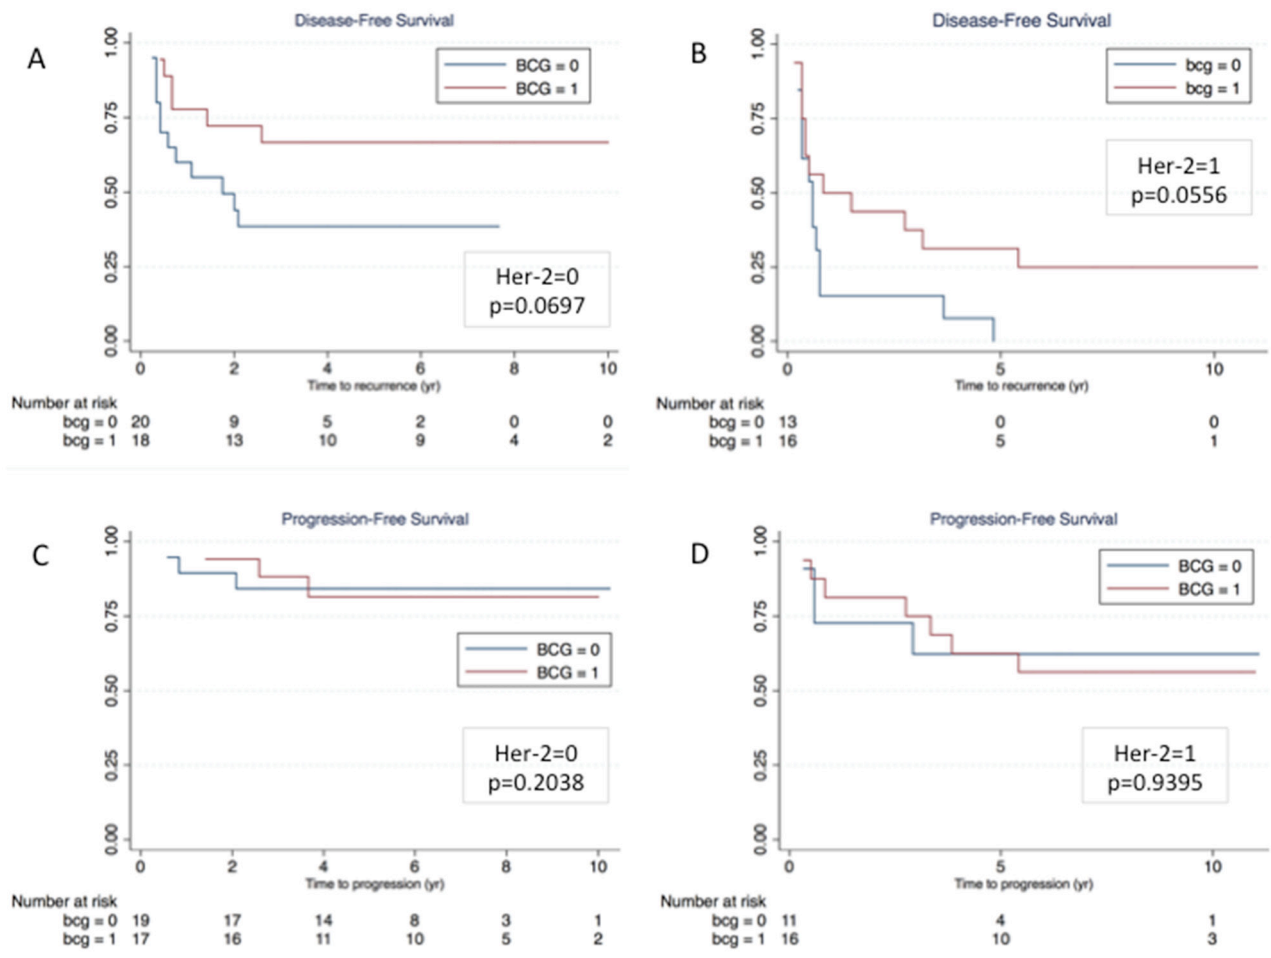 Disease-Free Survival
A
1.00
0.75
0.50
0.25
0.00
BCG = 0
BCG = 1
Her-2=0
p=0.0697
0 2 4 6 8 10
Time to recurrence (yr)
Number at risk
bcg = 0 20 9 5 2 0 0
bcg = 1 18 13 10 9 4 2
Disease-Free Survival
B
1.00
0.75
0.50
0.25
0.00
bcg = 0
bcg = 1
Her-2=1
p=0.0556
0 5 10
Time to recurrence (yr)
Number at risk
bcg = 0 13 0 0
bcg = 1 16 5 1
Progression-Free Survival
C
1.00
0.75
0.50
0.25
0.00
BCG = 0
BCG = 1
Her-2=0
p=0.2038
0 2 4 6 8 10
Time to progression (yr)
Number at risk
bcg = 0 19 17 14 8 3 1
bcg = 1 17 16 11 10 5 2
Progression-Free Survival
D
1.00
0.75
0.50
0.25
0.00
BCG = 0
BCG = 1
Her-2=1
p=0.9395
0 5 10
Time to progression (yr)
Number at risk
bcg = 0 11 4 1
bcg = 1 16 10 3